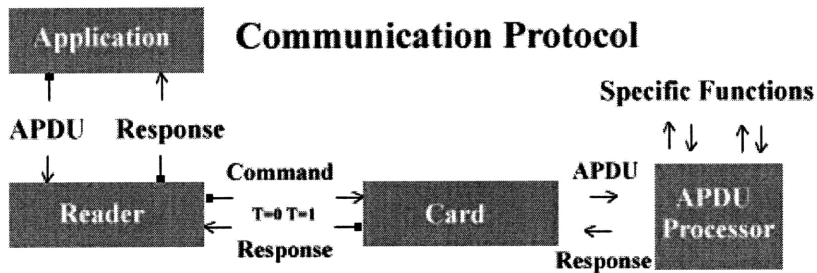 Application
Communication Protocol
Specific Functions
APDU
Response
Command
APDU
Reader
T=0 T=1
Card
APDU
Processor
Response
Response